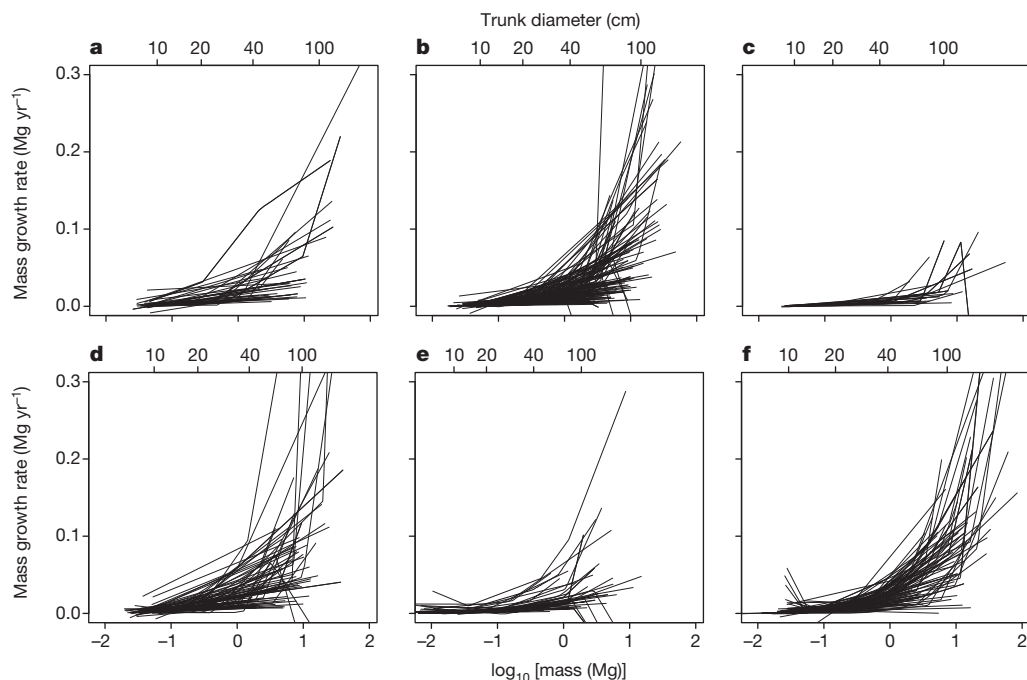 Trunk diameter (cm)
a 10 20 40 100
b 10 20 40 100
c 10 20 40 100
Mass growth rate (Mg yr⁻¹)
0.3
0.2
0.1
0.0
d 10 20 40 100
e 10 20 40 100
f 10 20 40 100
Mass growth rate (Mg yr⁻¹)
0.3
0.2
0.1
0.0
−2 −1 0 1 2
−2 −1 0 1 2
−2 −1 0 1 2
log₁₀ [mass (Mg)]